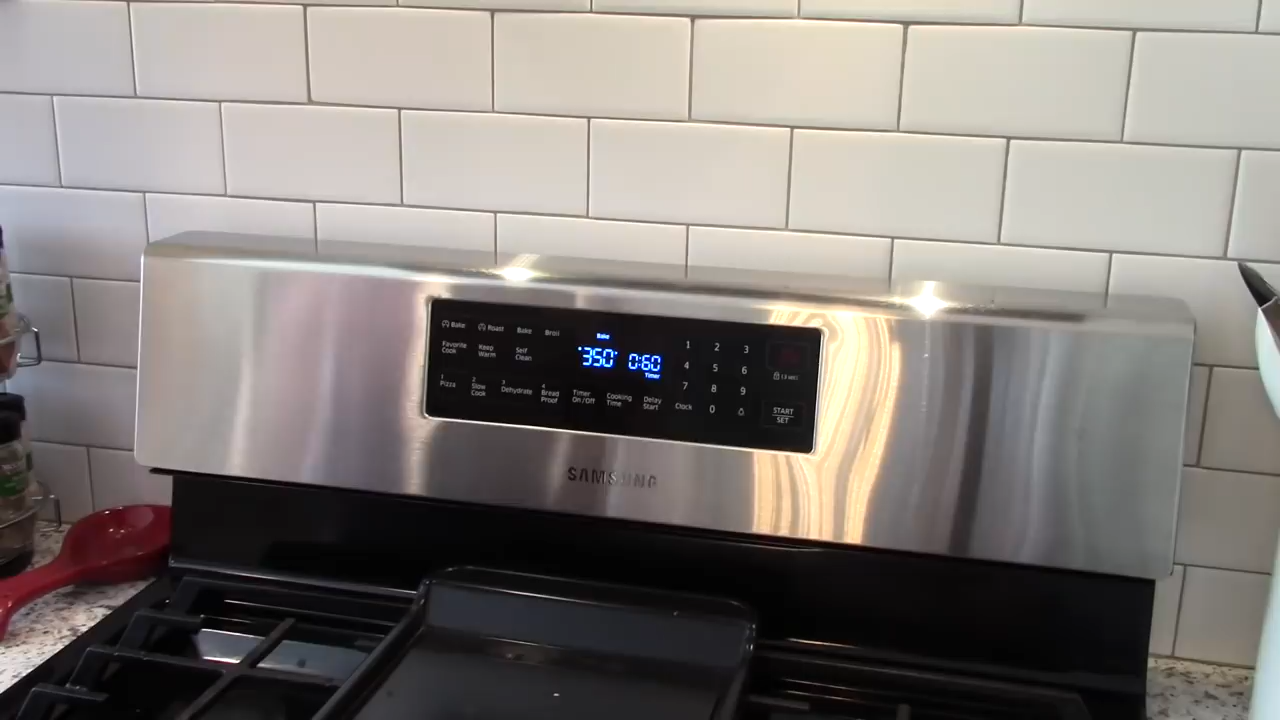 Bake Roast Bake Broil
Favorite Cook Keep Warm Self Clean
1 Pizza 2 Slow Cook 3 Dehydrate 4 Bread Proof Timer On/Off Cooking Time Delay Start
Bake
350° 0:60
Timer
1 2 3
4 5 6
7 8 9
Clock 0
START
SET
SAMSUNG